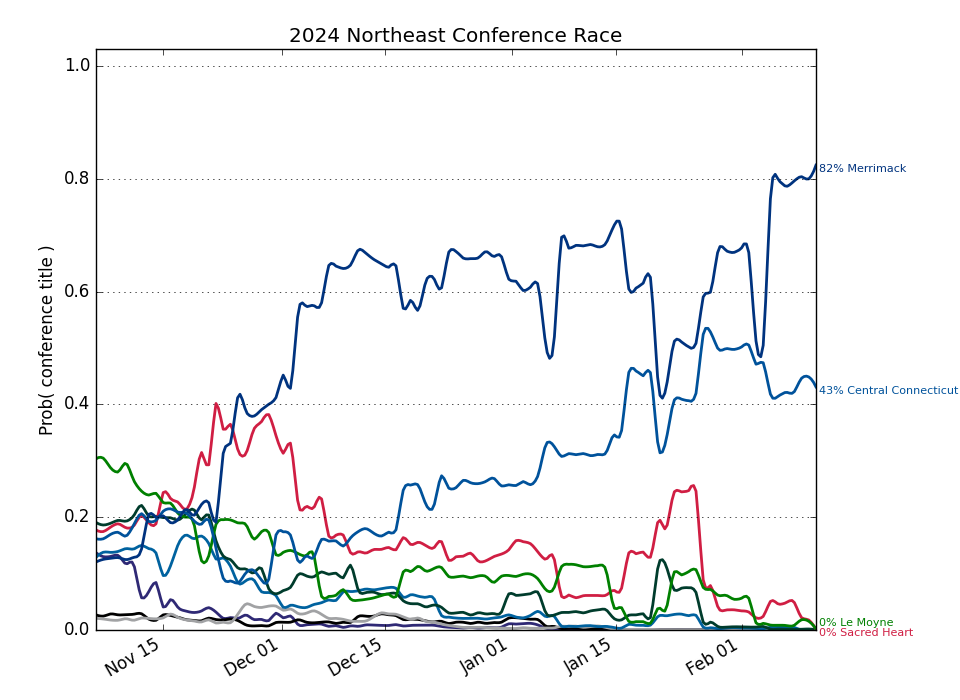 2024 Northeast Conference Race
1.0
0.8
0.6
0.4
0.2
0.0
Prob( conference title )
82% Merrimack
43% Central Connecticut
0% Le Moyne
0% Sacred Heart
Nov 15
Dec 01
Dec 15
Jan 01
Jan 15
Feb 01